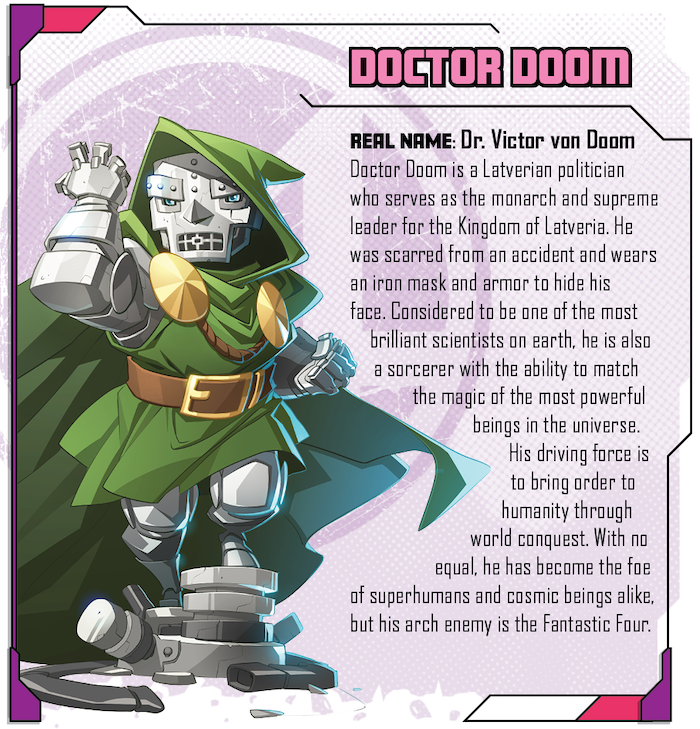 DOCTOR DOOM
REAL NAME: Dr. Victor von Doom
Doctor Doom is a Latverian politician
who serves as the monarch and supreme
leader for the Kingdom of Latveria. He
was scarred from an accident and wears
an iron mask and armor to hide his
face. Considered to be one of the most
brilliant scientists on earth, he is also
a sorcerer with the ability to match
the magic of the most powerful
beings in the universe.
His driving force is
to bring order to
humanity through
world conquest. With no
equal, he has become the foe
of superhumans and cosmic beings alike,
but his arch enemy is the Fantastic Four.